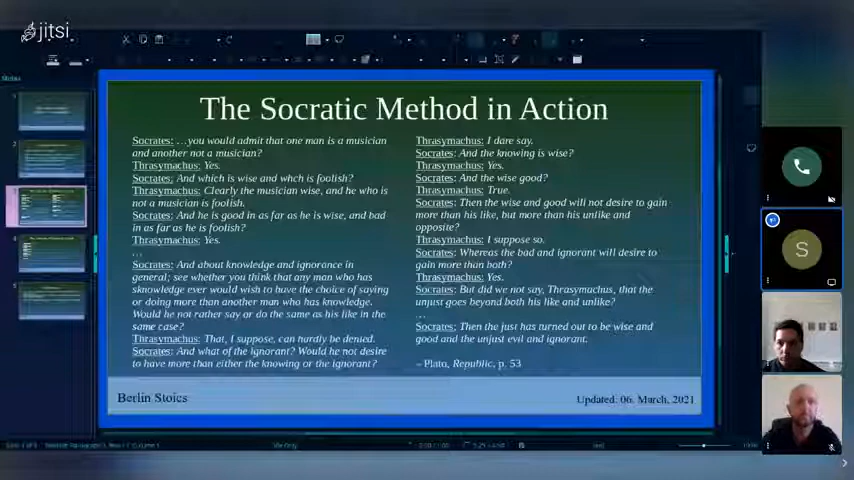 jitsi
The Socratic Method in Action
Socrates: …you would admit that one man is a musician
and another not a musician?
Thrasymachus: Yes.
Socrates: And which is wise and whch is foolish?
Thrasymachus: Clearly the musician wise, and he who is
not a musician is foolish.
Socrates: And he is good in as far as he is wise, and bad
in as far as he is foolish?
Thrasymachus: Yes.
…
Socrates: And about knowledge and ignorance in
general; see whether you think that any man who has
sknowledge ever would wish to have the choice of saying
or doing more than another man who has knowledge.
Would he not rather say or do the same as his like in the
same case?
Thrasymachus: That, I suppose, can hardly be denied.
Socrates: And what of the ignorant? Would he not desire
to have more than either the knowing or the ignorant?
Thrasymachus: I dare say.
Socrates: And the knowing is wise?
Thrasymachus: Yes.
Socrates: And the wise good?
Thrasymachus: True.
Socrates: Then the wise and good will not desire to gain
more than his like, but more than his unlike and
opposite?
Thrasymachus: I suppose so.
Socrates: Whereas the bad and ignorant will desire to
gain more than both?
Thrasymachus: Yes.
Socrates: But did we not say, Thrasymachus, that the
unjust goes beyond both his like and unlike?
…
Socrates: Then the just has turned out to be wise and
good and the unjust evil and ignorant.
– Plato, Republic, p. 53
Berlin Stoics
Updated: 06. March, 2021
S